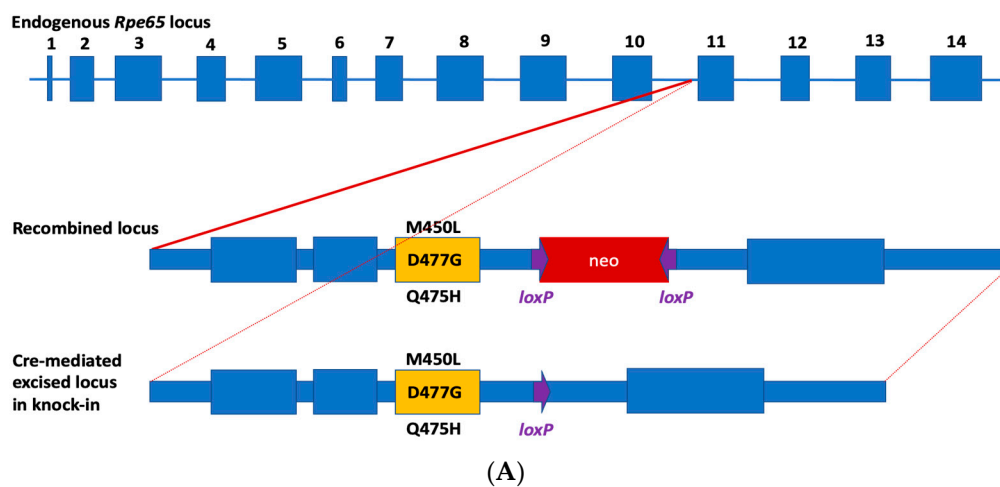 Endogenous Rpe65 locus
1 2 3 4 5 6 7 8 9 10 11 12 13 14
Recombined locus
M450L
D477G
Q475H
neo
loxP loxP
Cre-mediated
excised locus
in knock-in
M450L
D477G
Q475H
loxP
(A)